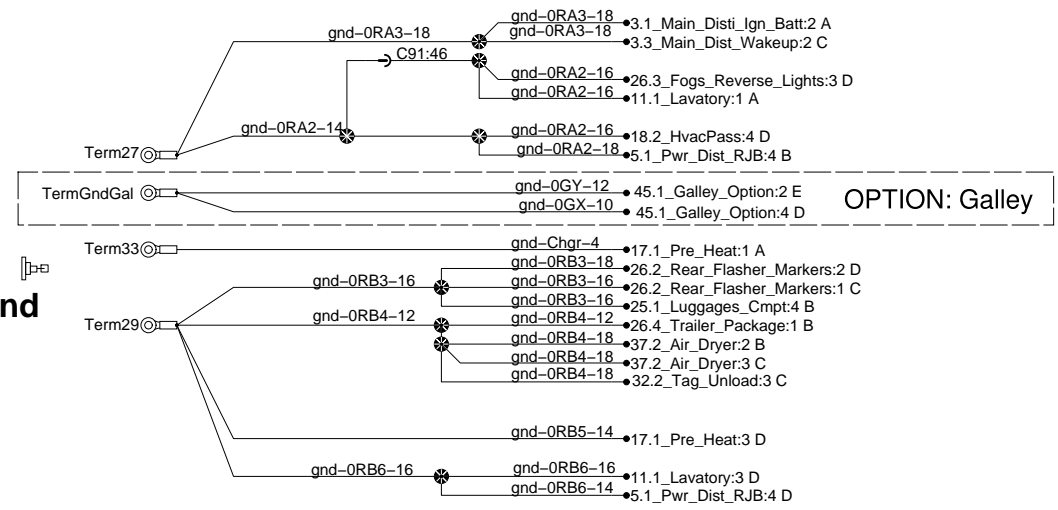 gnd-0RA3-18 3.1_Main_Disti_Ign_Batt:2 A
gnd-0RA3-18 gnd-0RA3-18 3.3_Main_Dist_Wakeup:2 C
C91:46
gnd-0RA2-16 26.3_Fogs_Reverse_Lights:3 D
gnd-0RA2-16 11.1_Lavatory:1 A
gnd-0RA2-14 gnd-0RA2-16 18.2_HvacPass:4 D
Term27 gnd-0RA2-18 5.1_Pwr_Dist_RJB:4 B
TermGndGal gnd-0GY-12 45.1_Galley_Option:2 E OPTION: Galley
gnd-0GX-10 45.1_Galley_Option:4 D
Term33 gnd-Chgr-4 17.1_Pre_Heat:1 A
gnd-0RB3-18 26.2_Rear_Flasher_Markers:2 D
gnd-0RB3-16 gnd-0RB3-16 26.2_Rear_Flasher_Markers:1 C
nd gnd-0RB3-16 25.1_Luggages_Cmpt:4 B
Term29 gnd-0RB4-12 gnd-0RB4-12 26.4_Trailer_Package:1 B
gnd-0RB4-18 37.2_Air_Dryer:2 B
gnd-0RB4-18 37.2_Air_Dryer:3 C
gnd-0RB4-18 32.2_Tag_Unload:3 C
gnd-0RB5-14 17.1_Pre_Heat:3 D
gnd-0RB6-16 gnd-0RB6-16 11.1_Lavatory:3 D
gnd-0RB6-14 5.1_Pwr_Dist_RJB:4 D